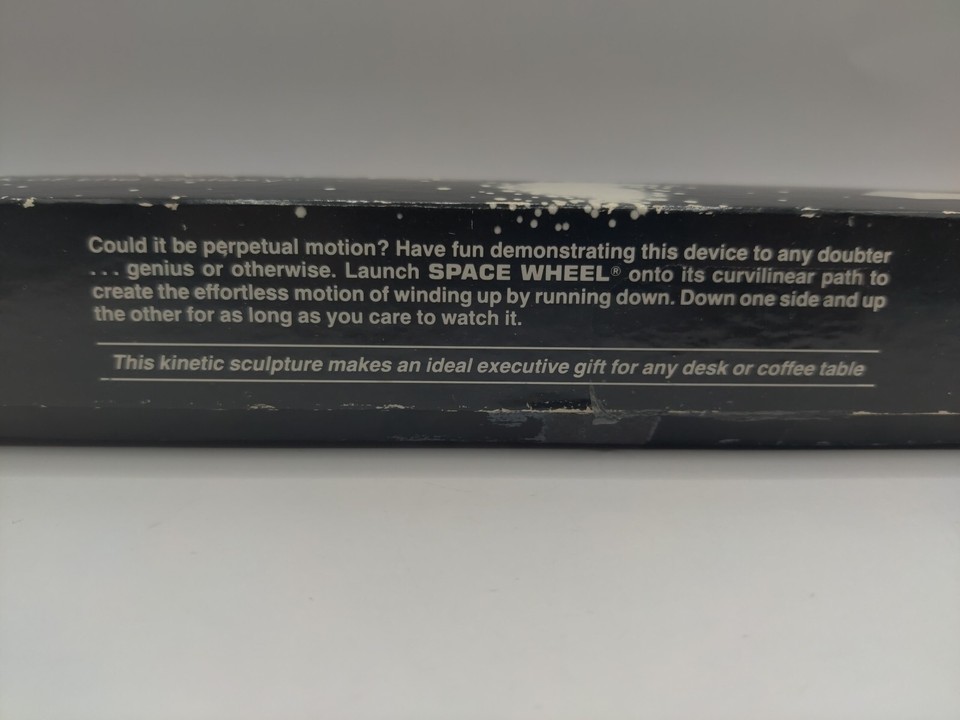 Could it be perpetual motion? Have fun demonstrating this device to any doubter
... genius or otherwise. Launch SPACE WHEEL® onto its curvilinear path to
create the effortless motion of winding up by running down. Down one side and up
the other for as long as you care to watch it.
This kinetic sculpture makes an ideal executive gift for any desk or coffee table